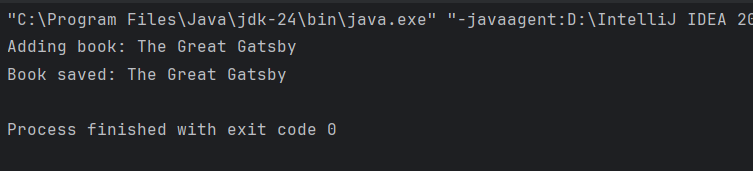 "C:\Program Files\Java\jdk-24\bin\java.exe" "-javaagent:D:\IntelliJ IDEA 20
Adding book: The Great Gatsby
Book saved: The Great Gatsby
Process finished with exit code 0